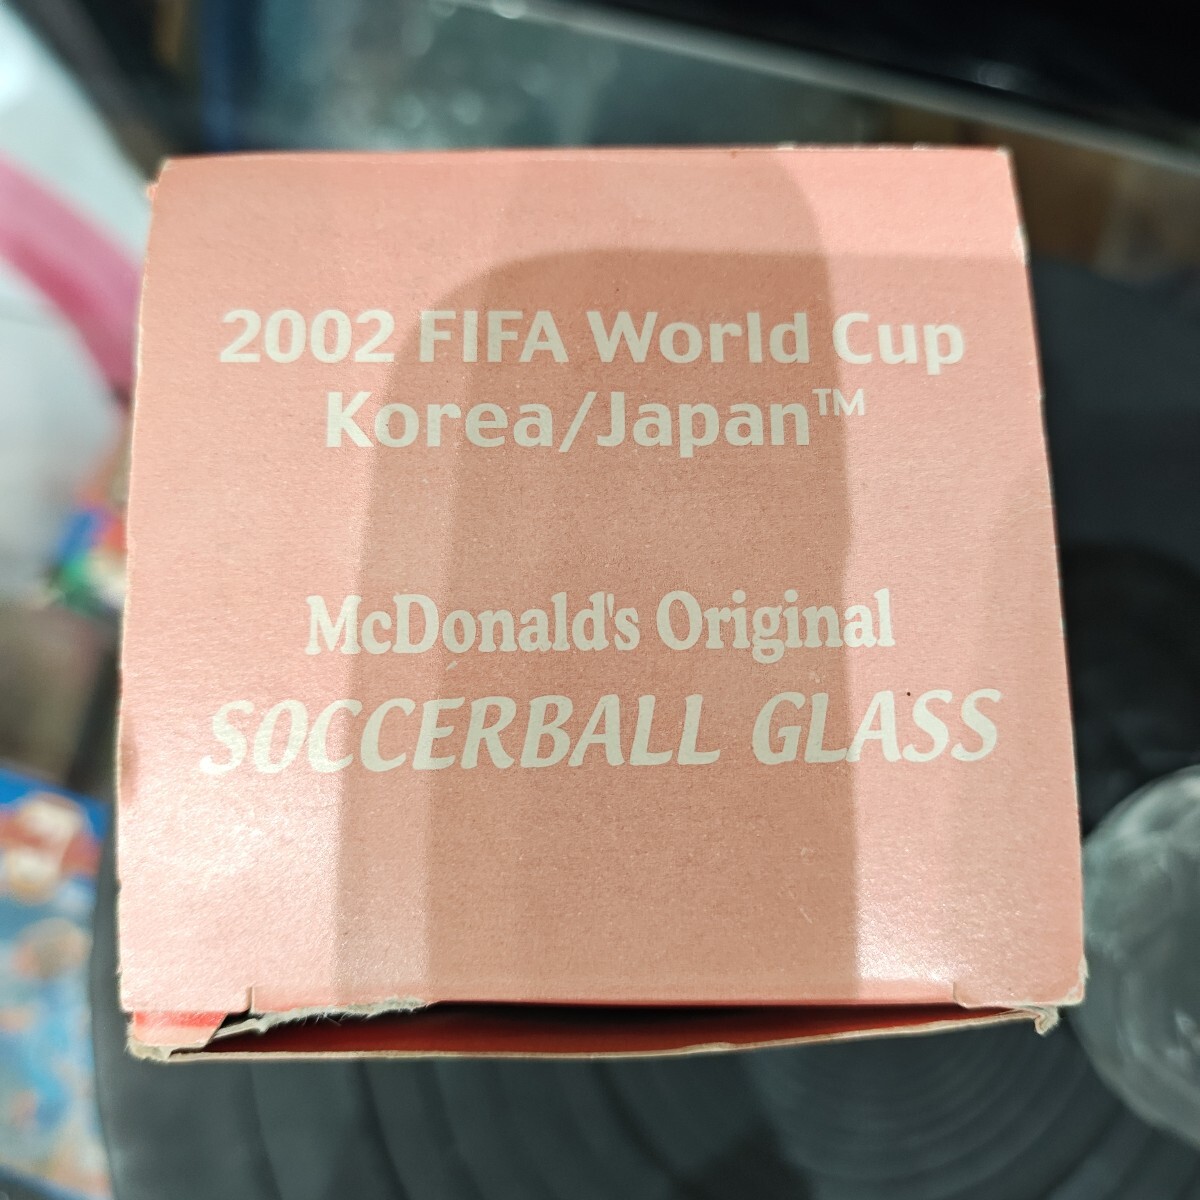 2002 FIFA World Cup
Korea/Japan™
McDonald's Original
SOCCERBALL GLASS